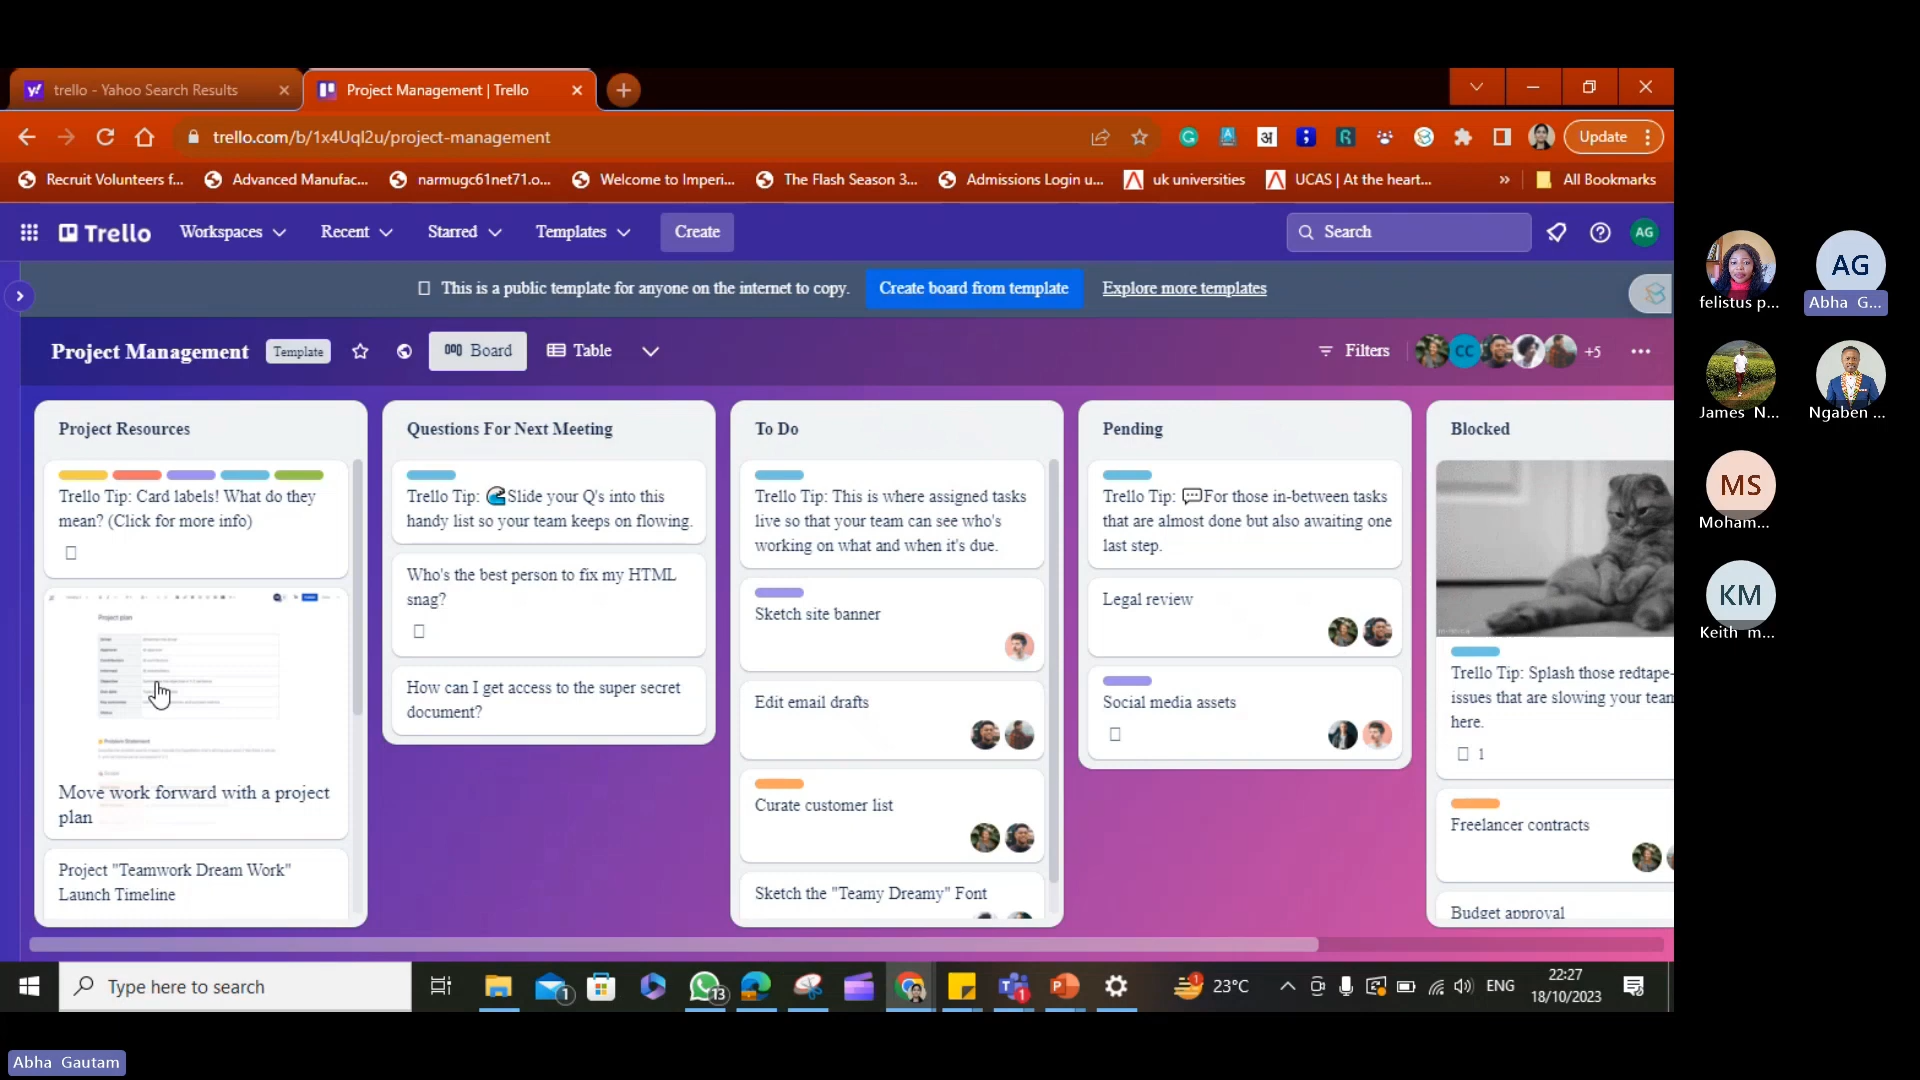 trello - Yahoo Search Results
Project Management | Trello
trello.com/b/1x4Uql2u/project-management
Update
Recruit Volunteers f...
Advanced Manufac...
narmugc61net71.o...
Welcome to Imperi...
The Flash Season 3...
Admissions Login u...
uk universities
UCAS | At the heart...
»
All Bookmarks
Trello
Workspaces
Recent
Starred
Templates
Create
Search
AG
This is a public template for anyone on the internet to copy.
Create board from template
Explore more templates
Project Management
Template
Board
Table
Filters
CC
+5
Project Resources
Trello Tip: Card labels! What do they
mean? (Click for more info)
Project plan
Problem Statement
Move work forward with a project
plan
Project "Teamwork Dream Work"
Launch Timeline
Questions For Next Meeting
Trello Tip: 🌊Slide your Q's into this
handy list so your team keeps on flowing.
Who's the best person to fix my HTML
snag?
How can I get access to the super secret
document?
To Do
Trello Tip: This is where assigned tasks
live so that your team can see who's
working on what and when it's due.
Sketch site banner
Edit email drafts
Curate customer list
Sketch the "Teamy Dreamy" Font
Pending
Trello Tip: 💬For those in-between tasks
that are almost done but also awaiting one
last step.
Legal review
Social media assets
Blocked
Trello Tip: Splash those redtape-
issues that are slowing your team
here.
1
Freelancer contracts
Budget approval
felistus p...
AG
Abha G...
James N...
Ngaben ...
MS
Moham...
KM
Keith m...
Type here to search
1
13
1
1
23°C
ENG
22:27
18/10/2023
Abha Gautam